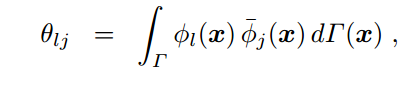 θ_{lj} = ∫_Γ ϕ_l(𝒙) ϕ̄_j(𝒙) dΓ(𝒙) ,